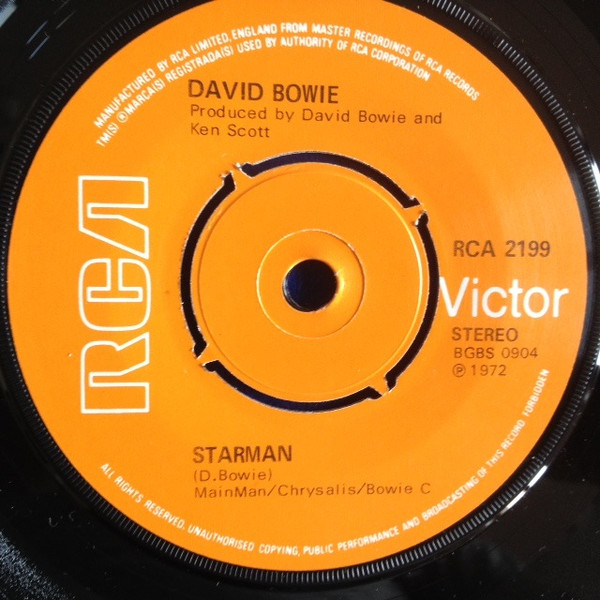 MANUFACTURED BY RCA LIMITED, ENGLAND FROM MASTER RECORDINGS OF RCA RECORDS
TM(S) ® MARCA(S) REGISTRADA(S) USED BY AUTHORITY OF RCA CORPORATION
DAVID BOWIE
Produced by David Bowie and
Ken Scott
RCA
RCA 2199
Victor
STEREO
BGBS 0904
℗ 1972
STARMAN
(D.Bowie)
MainMan/Chrysalis/Bowie C
ALL RIGHTS RESERVED, UNAUTHORISED COPYING, PUBLIC PERFORMANCE AND BROADCASTING OF THIS RECORD FORBIDDEN